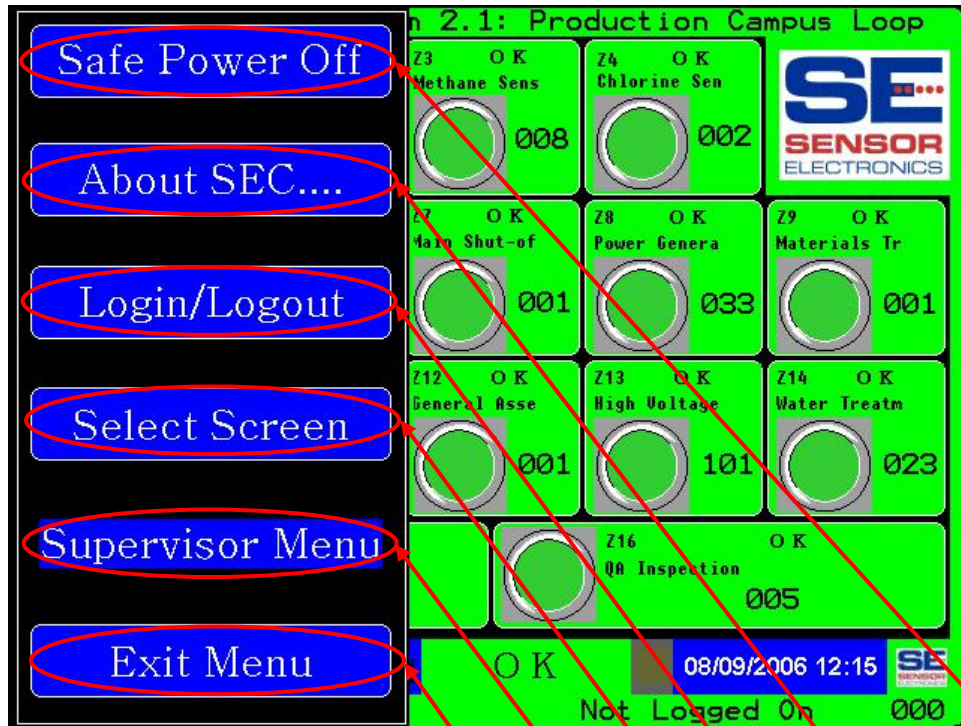 n 2.1: Production Campus Loop
Safe Power Off
About SEC....
Login/Logout
Select Screen
Supervisor Menu
Exit Menu
Z3 OK
Methane Sens
008
Z4 OK
Chlorine Sen
002
SE
SENSOR
ELECTRONICS
Z7 OK
Main Shut-of
001
Z8 OK
Power Genera
033
Z9 OK
Materials Tr
001
Z12 OK
General Asse
001
Z13 OK
High Voltage
101
Z14 OK
Water Treatm
023
Z16 OK
QA Inspection
005
OK
08/09/2006 12:15
SE
SENSOR
Not Logged On 000